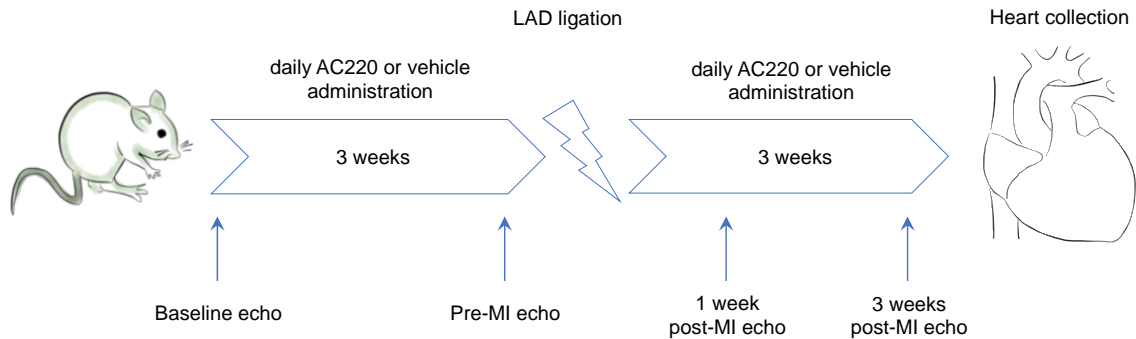 LAD ligation
Heart collection
daily AC220 or vehicle
administration
daily AC220 or vehicle
administration
3 weeks
3 weeks
Baseline echo
Pre-MI echo
1 week
post-MI echo
3 weeks
post-MI echo